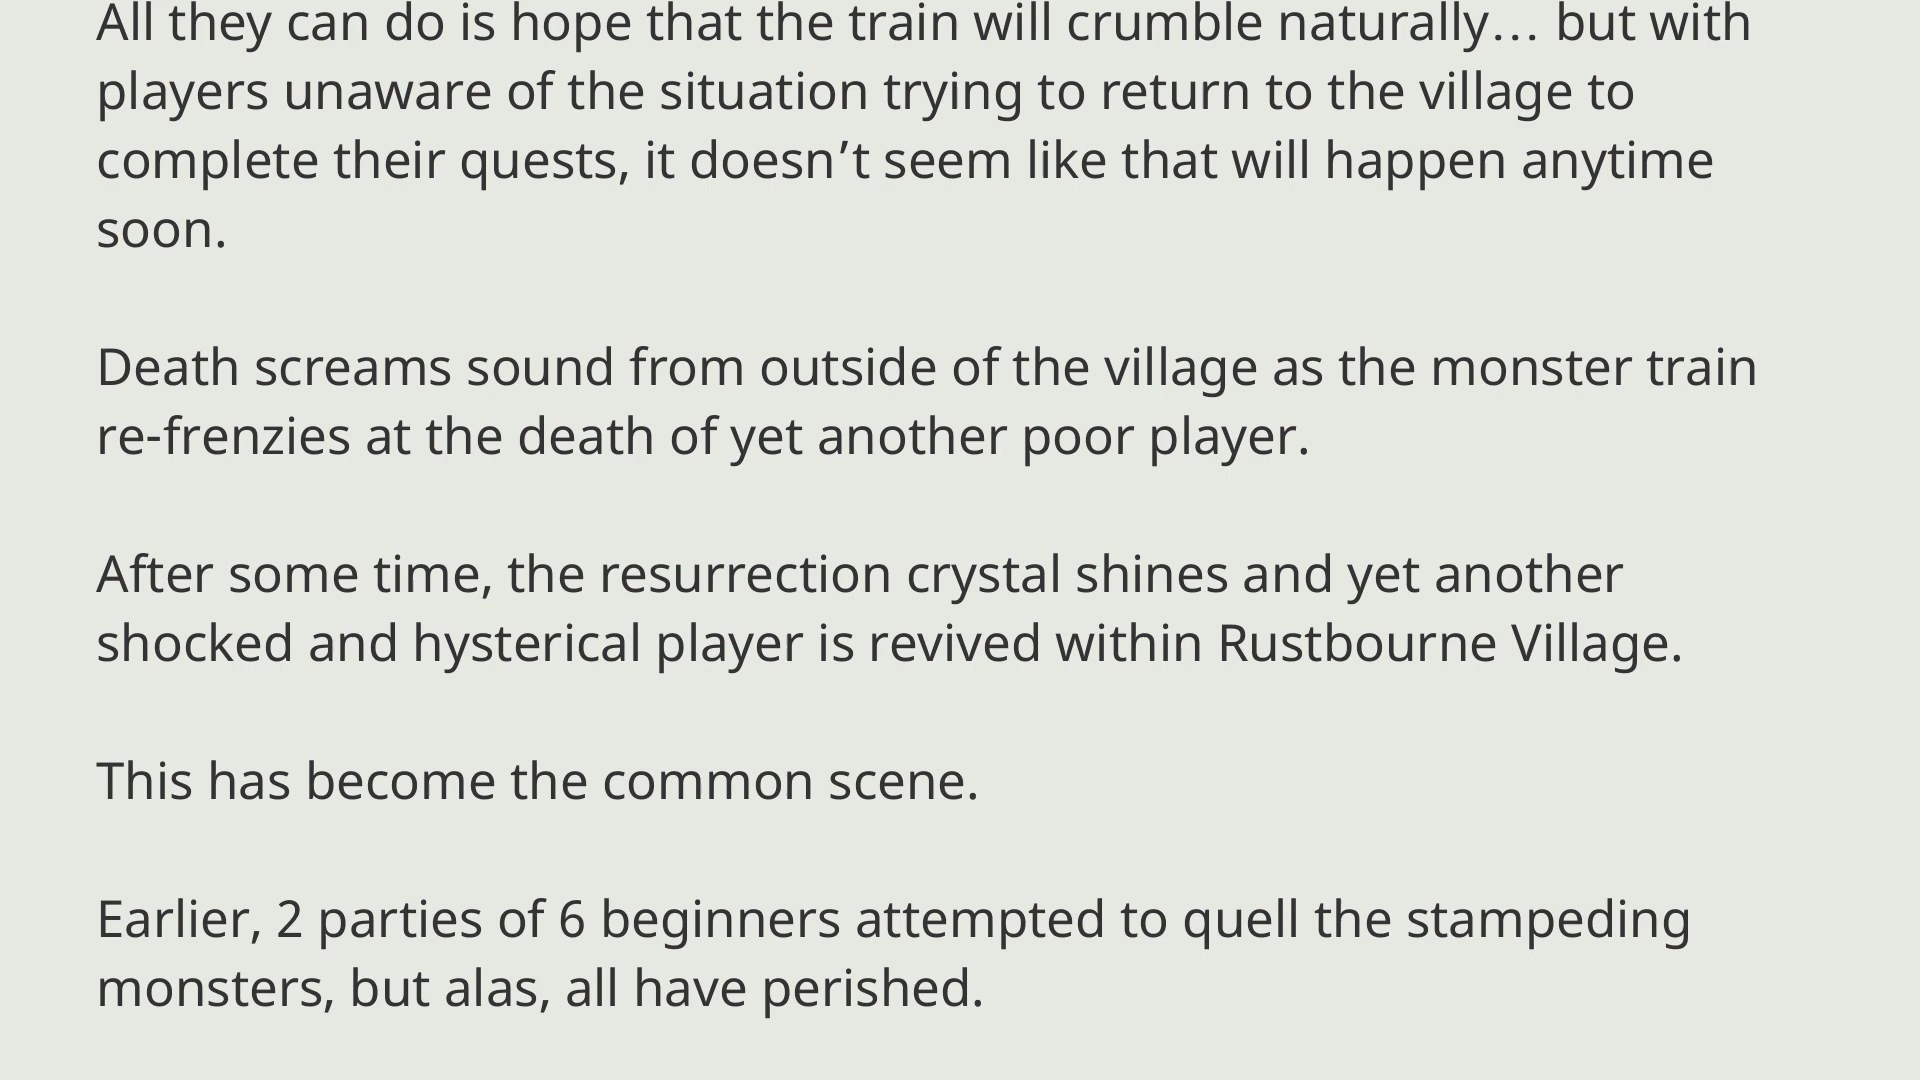 All they can do is hope that the train will crumble naturally… but with
players unaware of the situation trying to return to the village to
complete their quests, it doesn’t seem like that will happen anytime
soon.
Death screams sound from outside of the village as the monster train
re-frenzies at the death of yet another poor player.
After some time, the resurrection crystal shines and yet another
shocked and hysterical player is revived within Rustbourne Village.
This has become the common scene.
Earlier, 2 parties of 6 beginners attempted to quell the stampeding
monsters, but alas, all have perished.